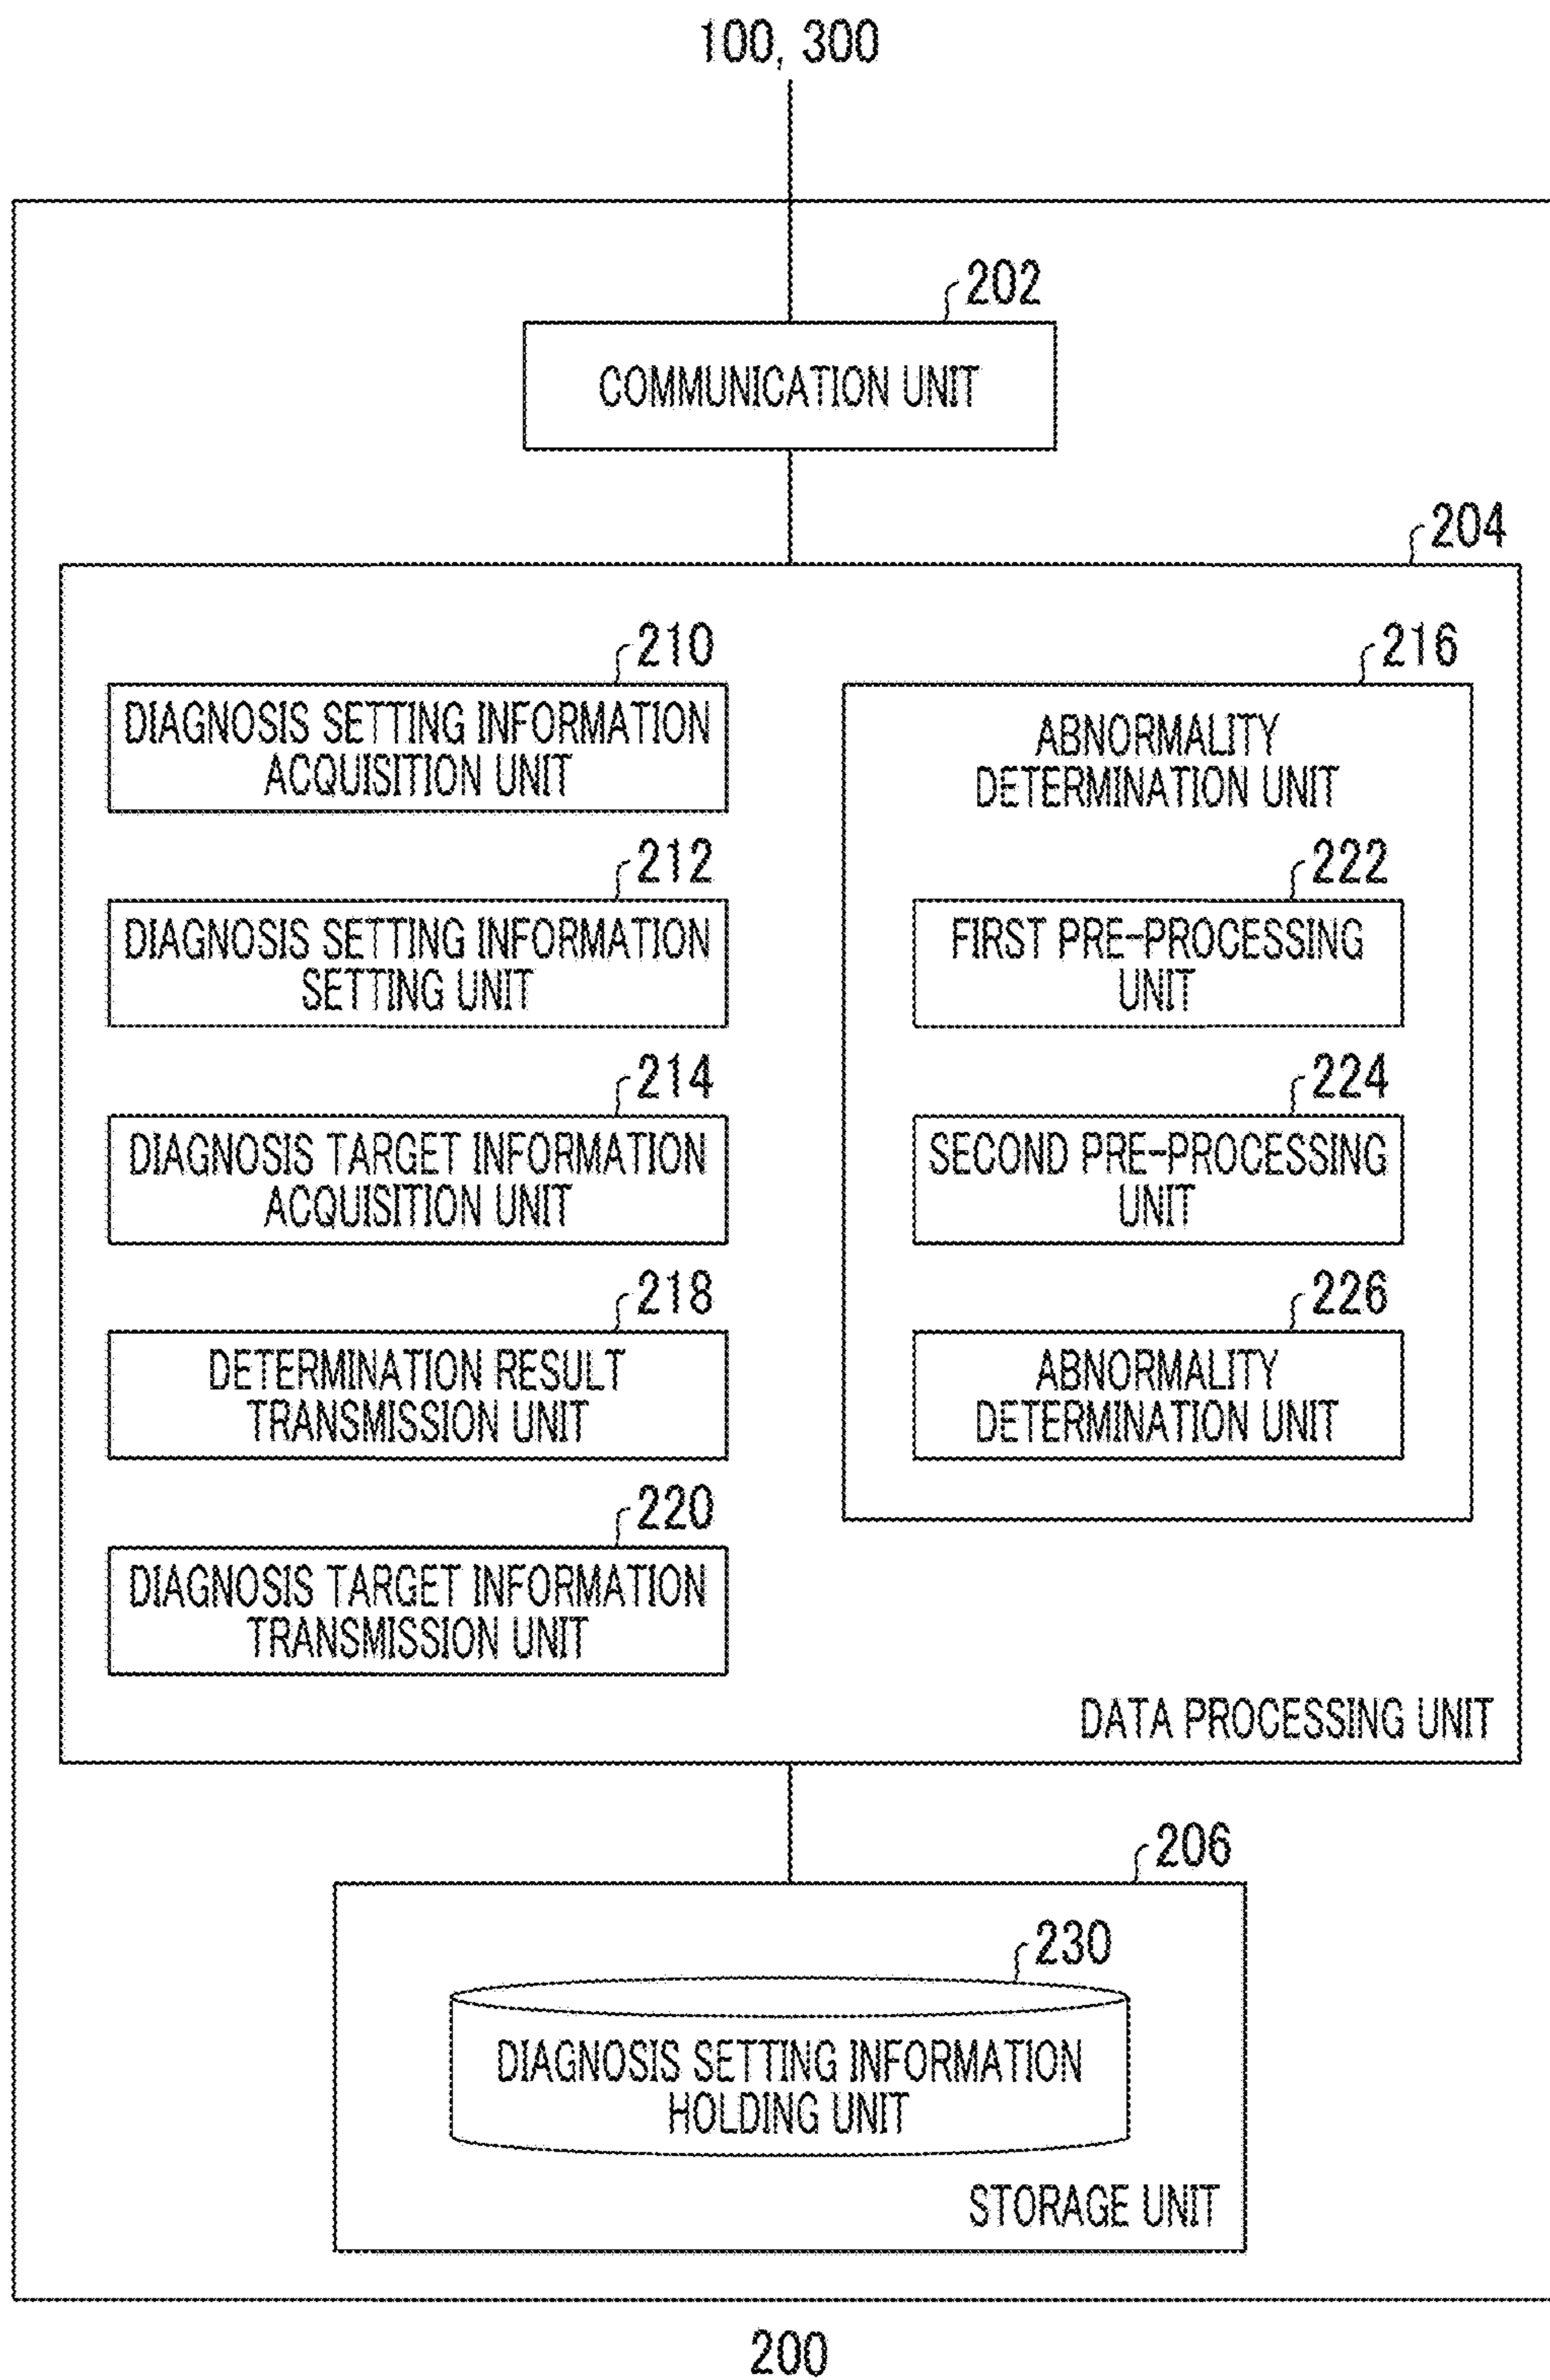 100, 300
202
COMMUNICATION UNIT
204
210
DIAGNOSIS SETTING INFORMATION
ACQUISITION UNIT
212
DIAGNOSIS SETTING INFORMATION
SETTING UNIT
214
DIAGNOSIS TARGET INFORMATION
ACQUISITION UNIT
218
DETERMINATION RESULT
TRANSMISSION UNIT
220
DIAGNOSIS TARGET INFORMATION
TRANSMISSION UNIT
216
ABNORMALITY
DETERMINATION UNIT
222
FIRST PRE-PROCESSING
UNIT
224
SECOND PRE-PROCESSING
UNIT
226
ABNORMALITY
DETERMINATION UNIT
DATA PROCESSING UNIT
206
230
DIAGNOSIS SETTING INFORMATION
HOLDING UNIT
STORAGE UNIT
200